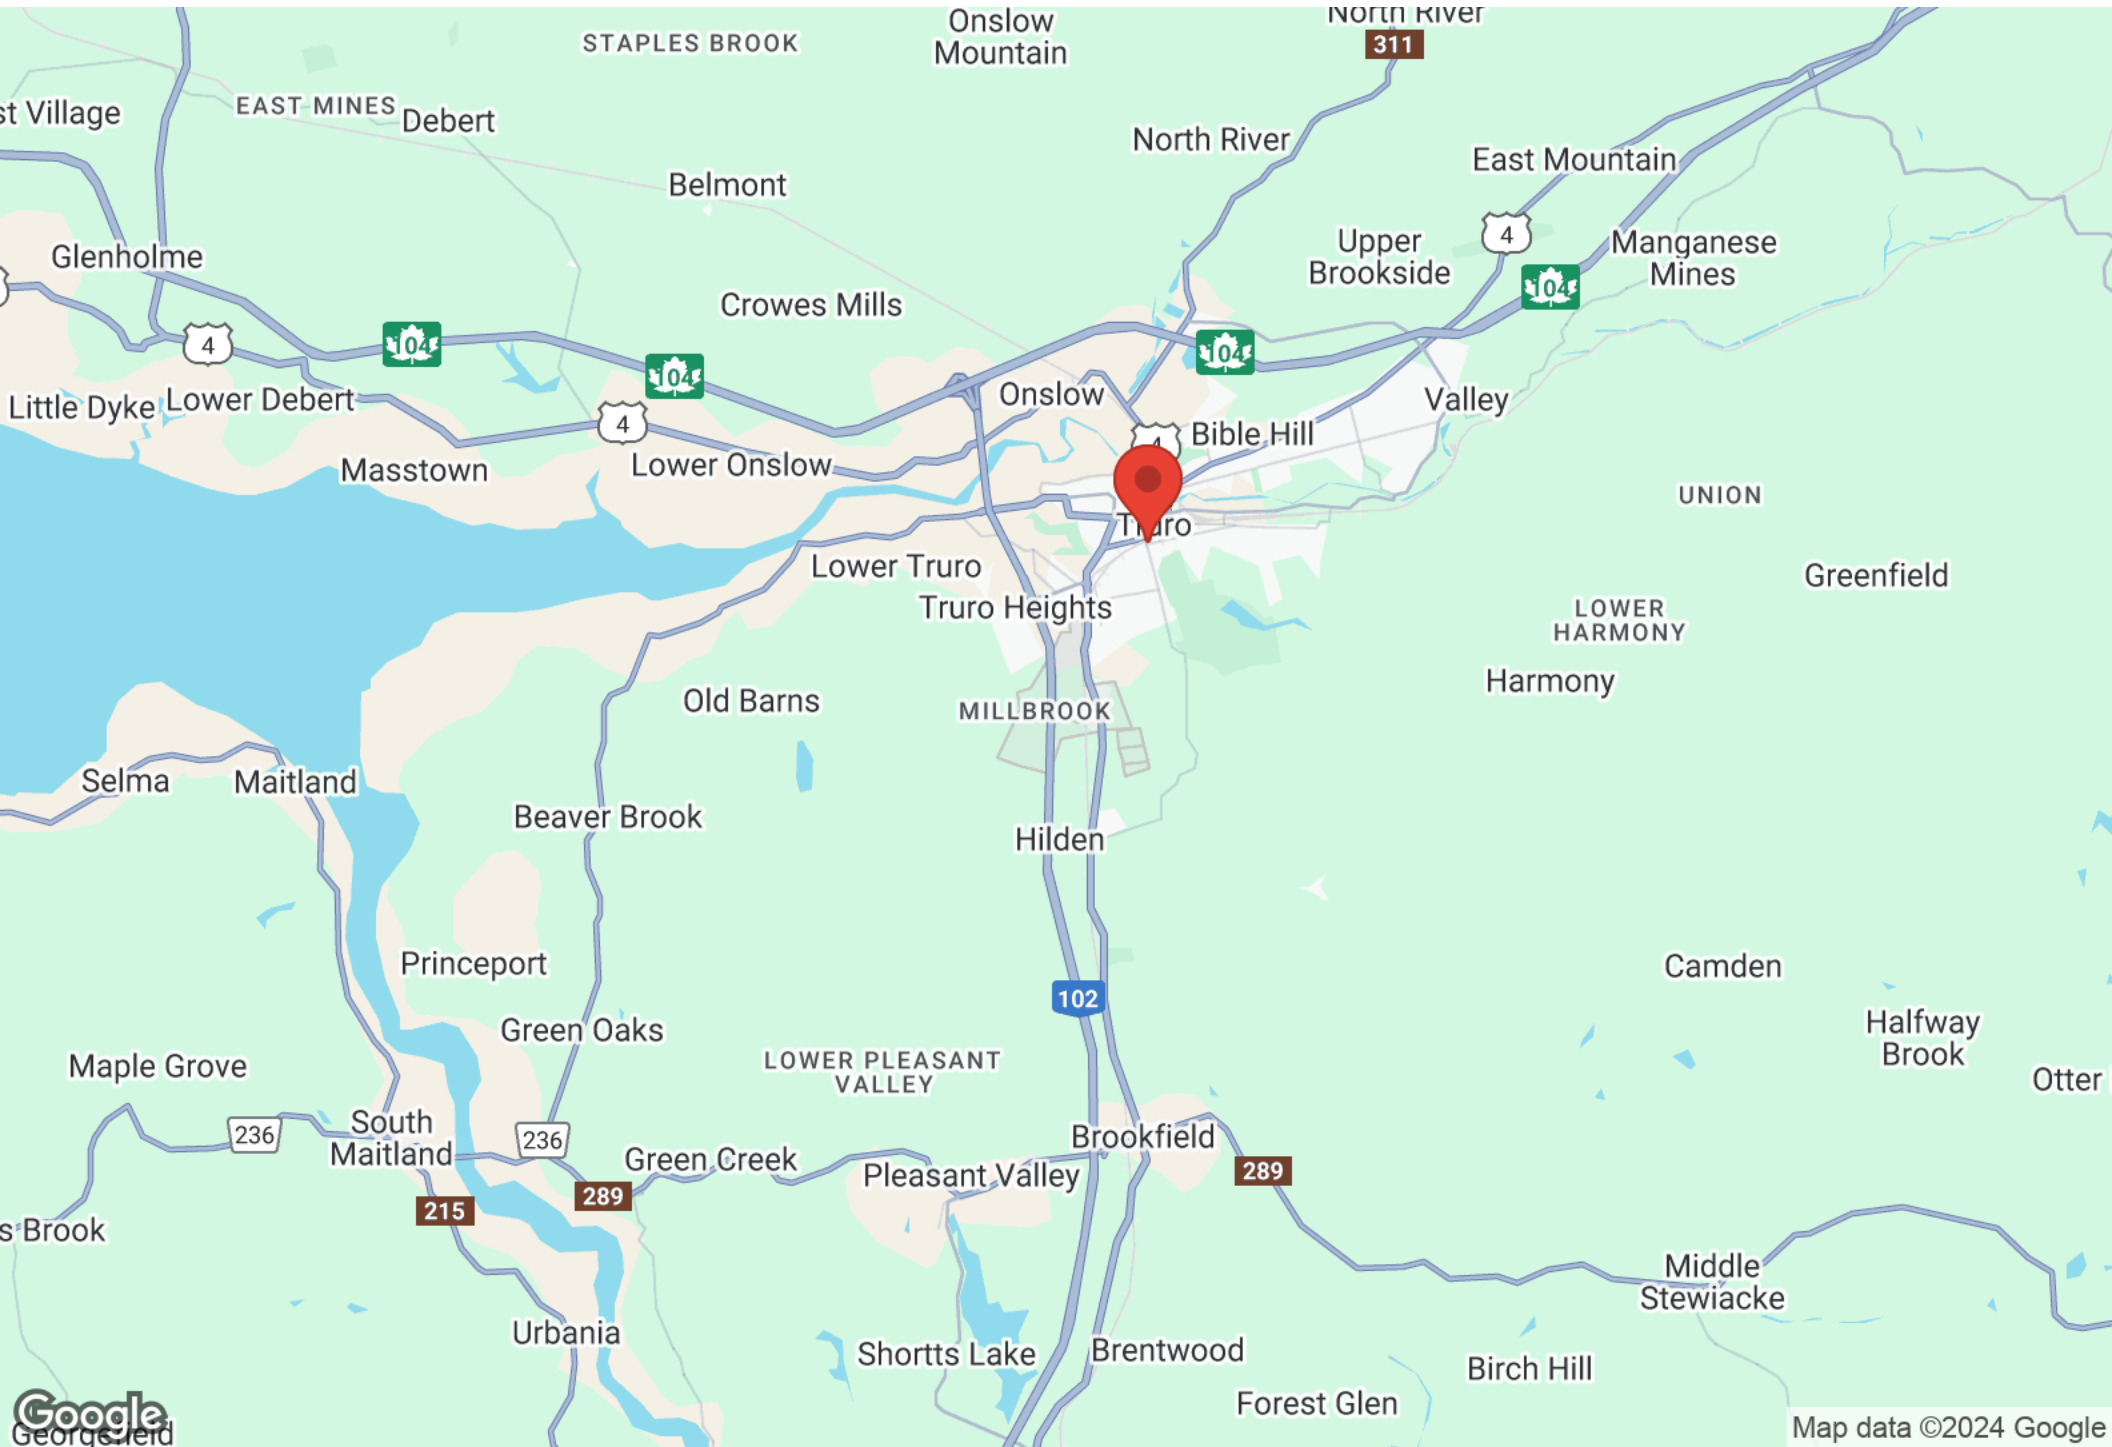 Onslow
Mountain
North River
311
STAPLES BROOK
EAST MINES
Debert
st Village
North River
East Mountain
Belmont
4
Upper
Brookside
Manganese
Mines
Glenholme
104
Crowes Mills
4
104
104
104
Onslow
Valley
Little Dyke
Lower Debert
4
4
Bible Hill
Masstown
Lower Onslow
UNION
Truro
Lower Truro
Greenfield
Truro Heights
LOWER
HARMONY
Harmony
Old Barns
MILLBROOK
Selma
Maitland
Beaver Brook
Hilden
Princeport
Camden
102
Green Oaks
Halfway
Brook
Maple Grove
LOWER PLEASANT
VALLEY
Otter
South
Maitland
236
236
Brookfield
Green Creek
Pleasant Valley
289
289
215
s Brook
Middle
Stewiacke
Urbania
Shortts Lake
Brentwood
Birch Hill
Forest Glen
Google
Georgefield
Map data ©2024 Google